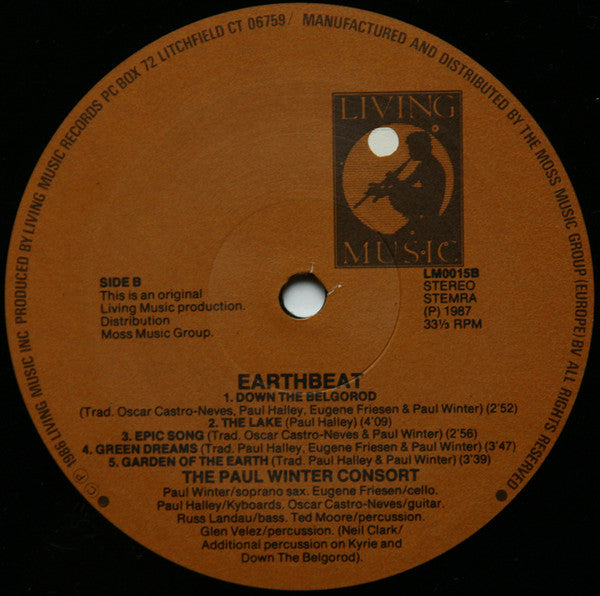 ©℗ 1986 LIVING MUSIC INC PRODUCED BY LIVING MUSIC RECORDS PC BOX 72 LITCHFIELD CT 06759/ MANUFACTURED AND DISTRIBUTED BY THE MOSS MUSIC GROUP (EUROPE) BV ALL RIGHTS RESERVED
LIVING
MUSIC
LM0015B
STEREO
STEMRA
(P) 1987
33⅓ RPM
SIDE B
This is an original
Living Music production.
Distribution
Moss Music Group.
EARTHBEAT
1. DOWN THE BELGOROD
(Trad. Oscar Castro-Neves, Paul Halley, Eugene Friesen & Paul Winter) (2'52)
2. THE LAKE (Paul Halley) (4'09)
3. EPIC SONG (Trad. Oscar Castro-Neves & Paul Winter) (2'56)
4. GREEN DREAMS (Trad. Paul Halley, Eugene Friesen & Paul Winter) (3'47)
5. GARDEN OF THE EARTH (Trad. Paul Halley & Paul Winter) (3'39)
THE PAUL WINTER CONSORT
Paul Winter/soprano sax. Eugene Friesen/cello.
Paul Halley/Kyboards. Oscar Castro-Neves/guitar.
Russ Landau/bass. Ted Moore/percussion.
Glen Velez/percussion. (Neil Clark/
Additional percussion on Kyrie and
Down The Belgorod).